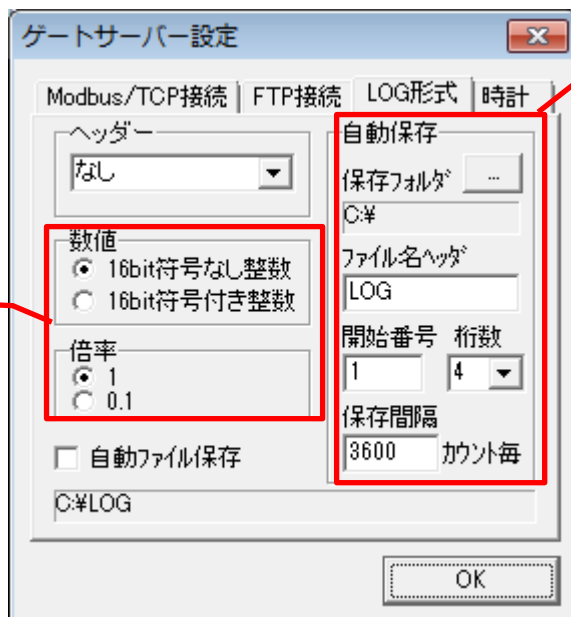 ゲートサーバー設定
Modbus/TCP接続 FTP接続 LOG形式 時計
ヘッダー
なし
数値
16bit符号なし整数
16bit符号付き整数
倍率
1
0.1
自動ファイル保存
C:¥LOG
自動保存
保存フォルダ ...
C:¥
ファイル名ヘッダ
LOG
開始番号 桁数
1 4
保存間隔
3600 カウント毎
OK